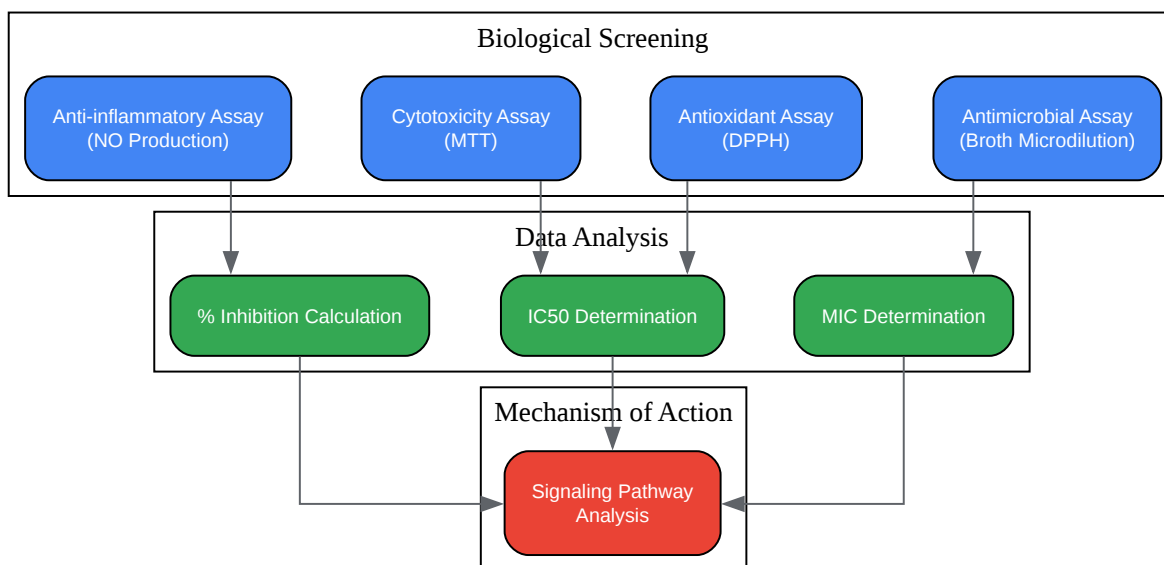 Biological Screening
Anti-inflammatory Assay
(NO Production)
Cytotoxicity Assay
(MTT)
Antioxidant Assay
(DPPH)
Antimicrobial Assay
(Broth Microdilution)
Data Analysis
% Inhibition Calculation
IC50 Determination
MIC Determination
Mechanism of Action
Signaling Pathway
Analysis